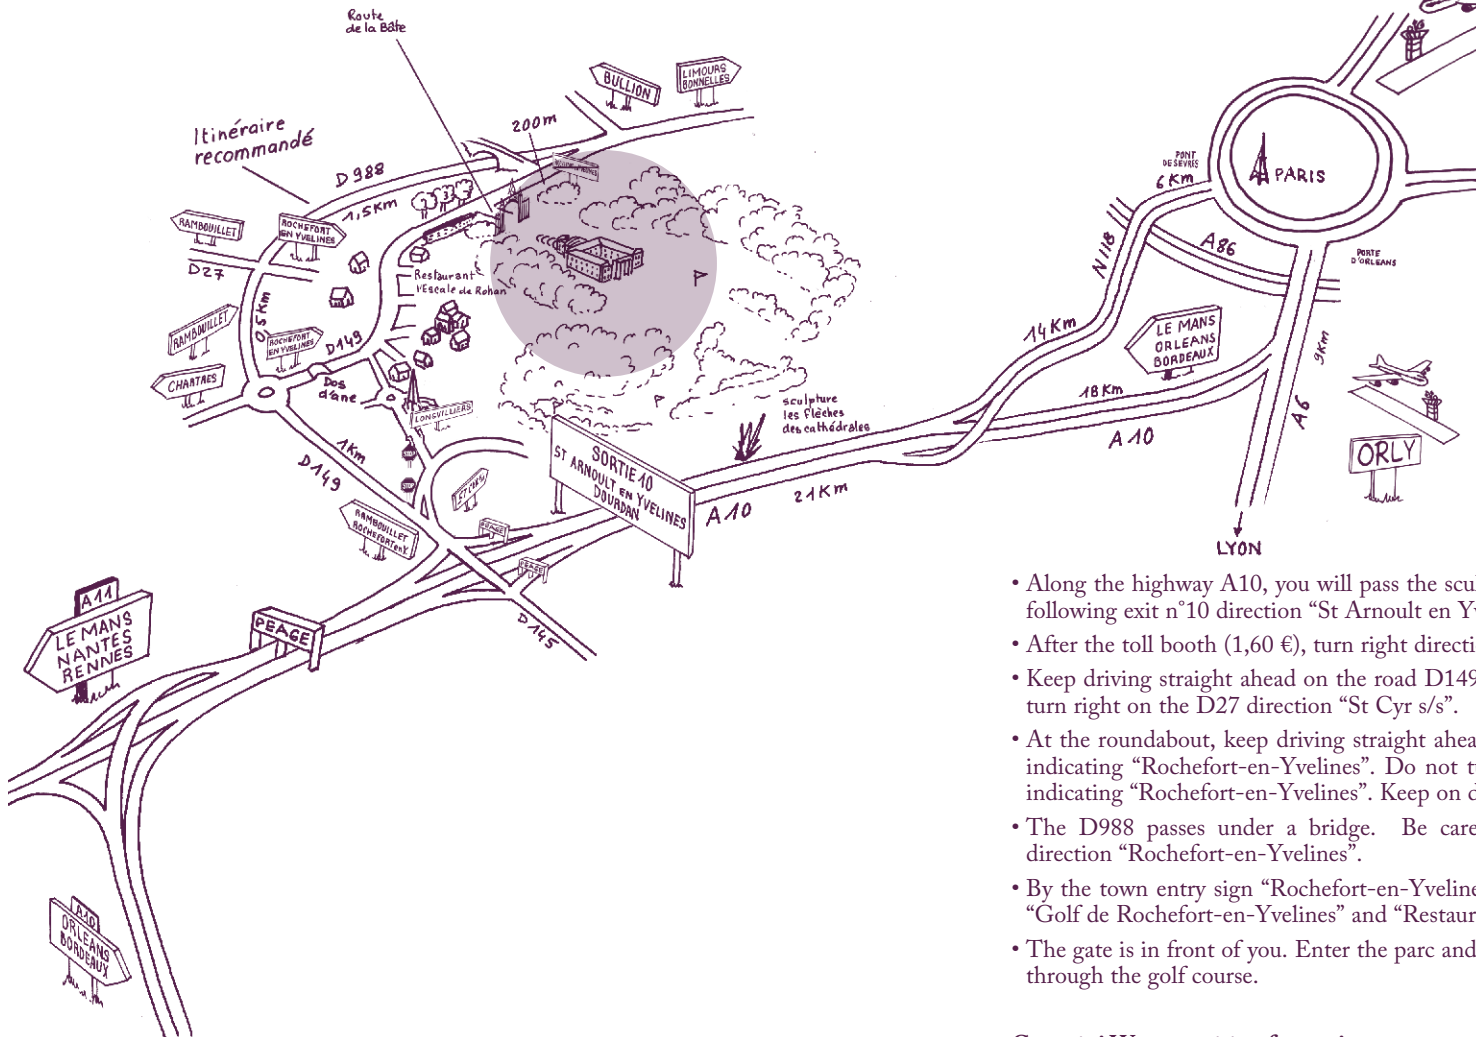 Route
de la Bâte
BULLION
LIMOURS
BONNELLES
Itinéraire
recommandé
200m
D988
1,5Km
RAMBOUILLET
ROCHEFORT
EN YVELINES
D27
Restaurant
l'Escale de Rohan
0,5Km
RAMBOUILLET
ROCHEFORT
EN YVELINES
D149
CHARTRES
Dos
d'ane
LONGVILLIERS
1Km
D149
RAMBOUILLET
ROCHEFORT en Y.
PEAGE
PEAGE
SORTIE 10
ST ARNOULT EN YVELINES
DOURDAN
sculpture
les flèches
des cathédrales
A10
21Km
D145
PEAGE
A11
LE MANS
NANTES
RENNES
A10
ORLEANS
BORDEAUX
PONT
DE SEVRES
6Km
PARIS
N118
A86
PORTE
D'ORLEANS
14Km
LE MANS
ORLEANS
BORDEAUX
18Km
A10
9Km
A6
ORLY
LYON
• Along the highway A10, you will pass the scul
following exit n°10 direction “St Arnoult en Y
• After the toll booth (1,60 €), turn right directi
• Keep driving straight ahead on the road D149
turn right on the D27 direction “St Cyr s/s”.
• At the roundabout, keep driving straight ahea
indicating “Rochefort-en-Yvelines”. Do not t
indicating “Rochefort-en-Yvelines”. Keep on d
• The D988 passes under a bridge. Be care
direction “Rochefort-en-Yvelines”.
• By the town entry sign “Rochefort-en-Yveline
“Golf de Rochefort-en-Yvelines” and “Restaur
• The gate is in front of you. Enter the parc and
through the golf course.